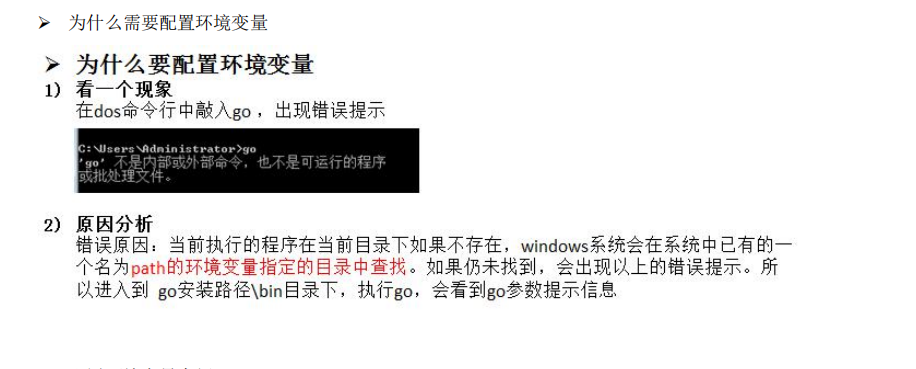 ➢ 为什么需要配置环境变量
➢ 为什么要配置环境变量
1) 看一个现象
在dos命令行中敲入go ，出现错误提示
C:\Users\Administrator>go
'go' 不是内部或外部命令，也不是可运行的程序
或批处理文件。
2) 原因分析
错误原因：当前执行的程序在当前目录下如果不存在，windows系统会在系统中已有的一
个名为path的环境变量指定的目录中查找。如果仍未找到，会出现以上的错误提示。所
以进入到 go安装路径\bin目录下，执行go，会看到go参数提示信息